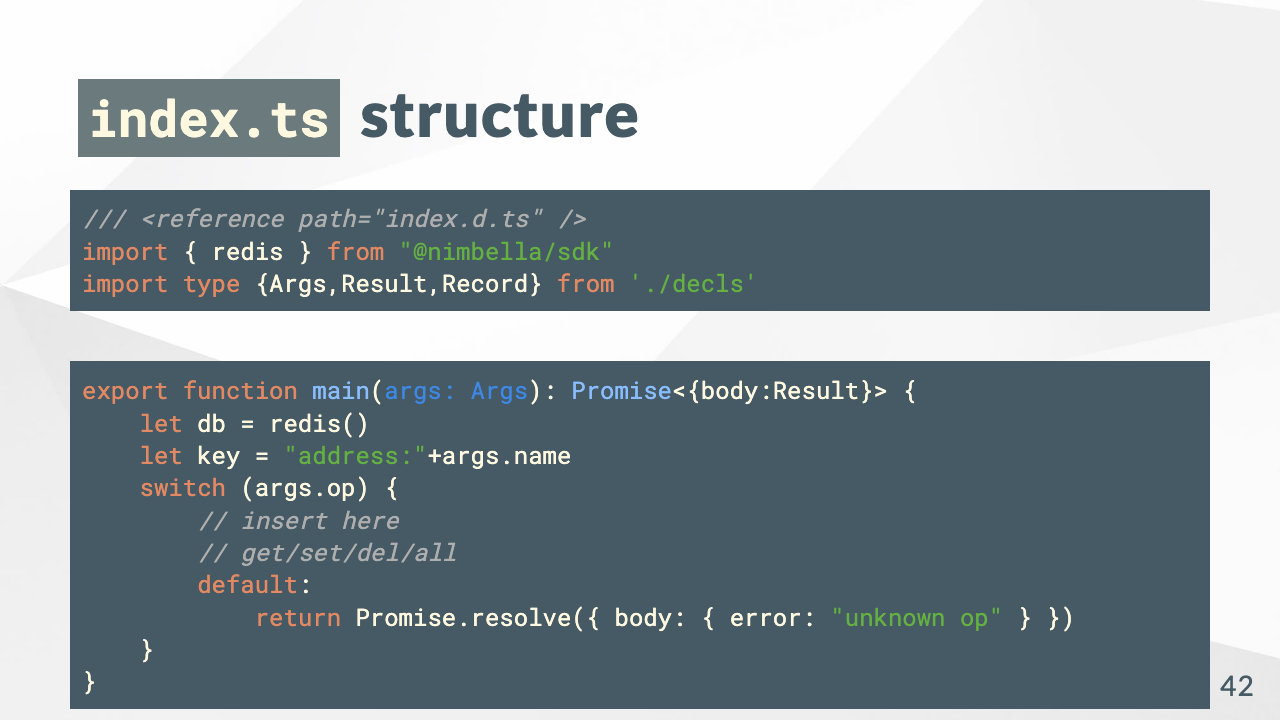 index.ts structure
/// <reference path="index.d.ts" />
import { redis } from "@nimbella/sdk"
import type {Args,Result,Record} from './decls'
export function main(args: Args): Promise<{body:Result}> {
    let db = redis()
    let key = "address:"+args.name
    switch (args.op) {
        // insert here
        // get/set/del/all
        default:
            return Promise.resolve({ body: { error: "unknown op" } })
    }
}
42